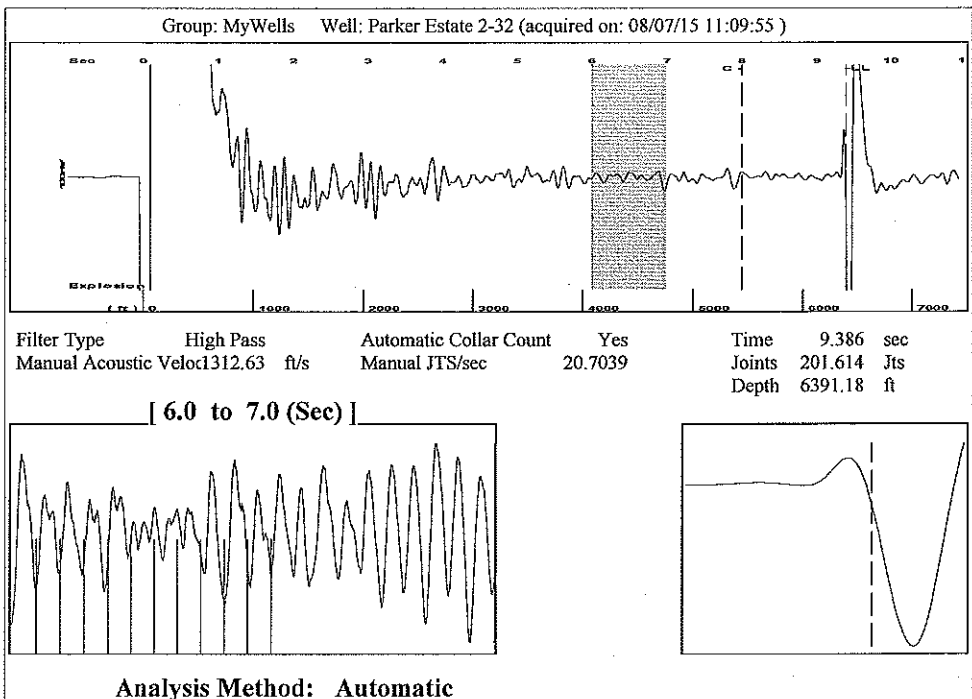 Group: MyWells Well: Parker Estate 2-32 (acquired on: 08/07/15 11:09:55 )
Sec 0 1 2 3 4 5 6 7 C 8 9 LL 10 1
Explosion
( ft ) 0 1000 2000 3000 4000 5000 6000 7000
Filter Type High Pass Automatic Collar Count Yes Time 9.386 sec
Manual Acoustic Veloc1312.63 ft/s Manual JTS/sec 20.7039 Joints 201.614 Jts
Depth 6391.18 ft
[ 6.0 to 7.0 (Sec) ]
Analysis Method: Automatic